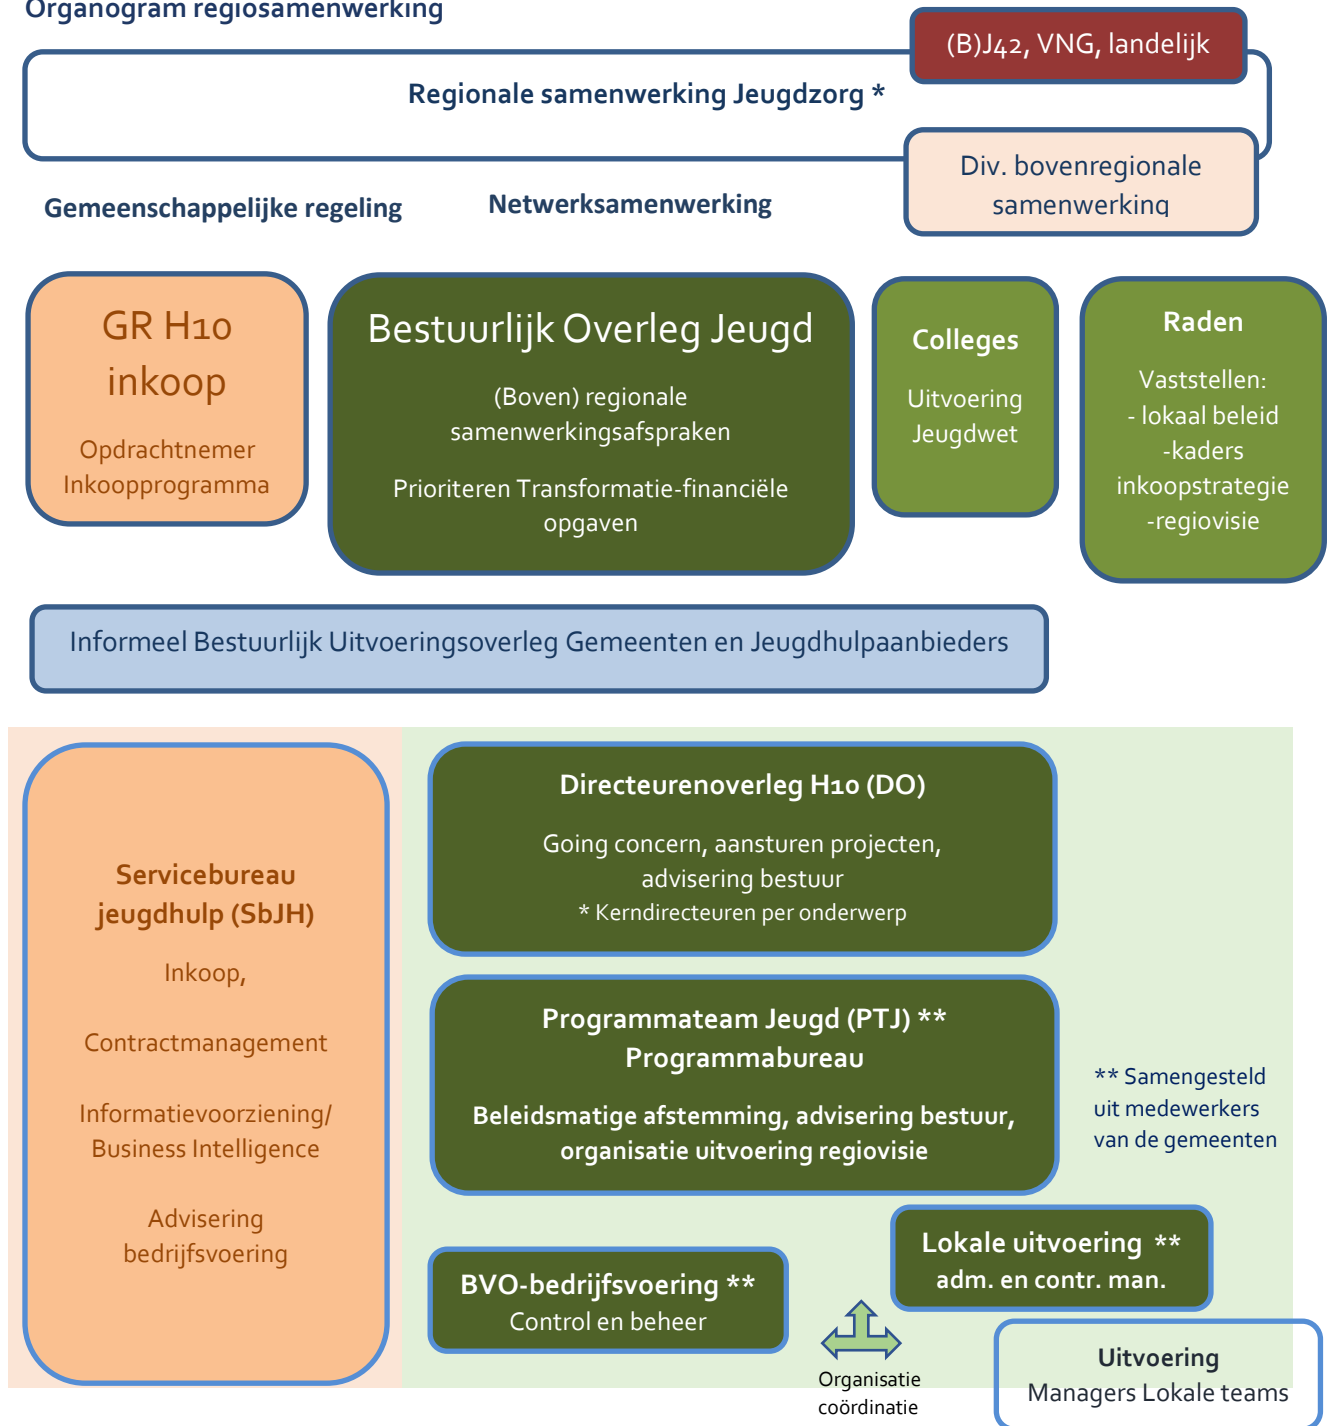 Organogram regiosamenwerking
(B)J42, VNG, landelijk
Regionale samenwerking Jeugdzorg *
Div. bovenregionale
samenwerking
Gemeenschappelijke regeling
Netwerksamenwerking
GR H10
inkoop
Opdrachtnemer
Inkoopprogramma
Bestuurlijk Overleg Jeugd
(Boven) regionale
samenwerkingsafspraken
Prioriteren Transformatie-financiële
opgaven
Colleges
Uitvoering
Jeugdwet
Raden
Vaststellen:
- lokaal beleid
-kaders
inkoopstrategie
-regiovisie
Informeel Bestuurlijk Uitvoeringsoverleg Gemeenten en Jeugdhulpaanbieders
Servicebureau
jeugdhulp (SbJH)
Inkoop,
Contractmanagement
Informatievoorziening/
Business Intelligence
Advisering
bedrijfsvoering
Directeurenoverleg H10 (DO)
Going concern, aansturen projecten,
advisering bestuur
* Kerndirecteuren per onderwerp
Programmateam Jeugd (PTJ) **
Programmabureau
Beleidsmatige afstemming, advisering bestuur,
organisatie uitvoering regiovisie
** Samengesteld
uit medewerkers
van de gemeenten
Lokale uitvoering **
adm. en contr. man.
BVO-bedrijfsvoering **
Control en beheer
Organisatie
coördinatie
Uitvoering
Managers Lokale teams